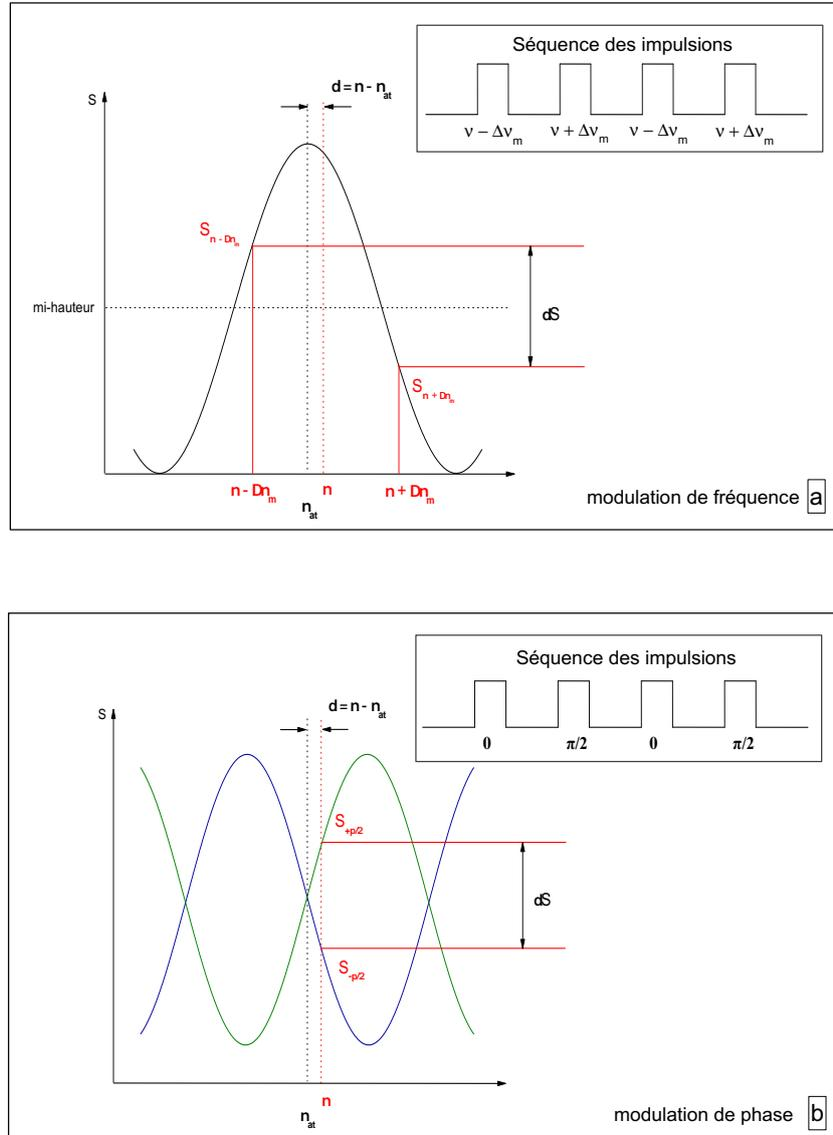 Séquence des impulsions
ν − Δν_m ν + Δν_m ν − Δν_m ν + Δν_m
d = n - n_at
S
S_n - Dn_m
mi-hauteur
dS
S_n + Dn_m
n - Dn_m n n + Dn_m
n_at
modulation de fréquence a
Séquence des impulsions
0 π/2 0 π/2
d = n - n_at
S
S_+p/2
dS
S_-p/2
n
n_at
modulation de phase b